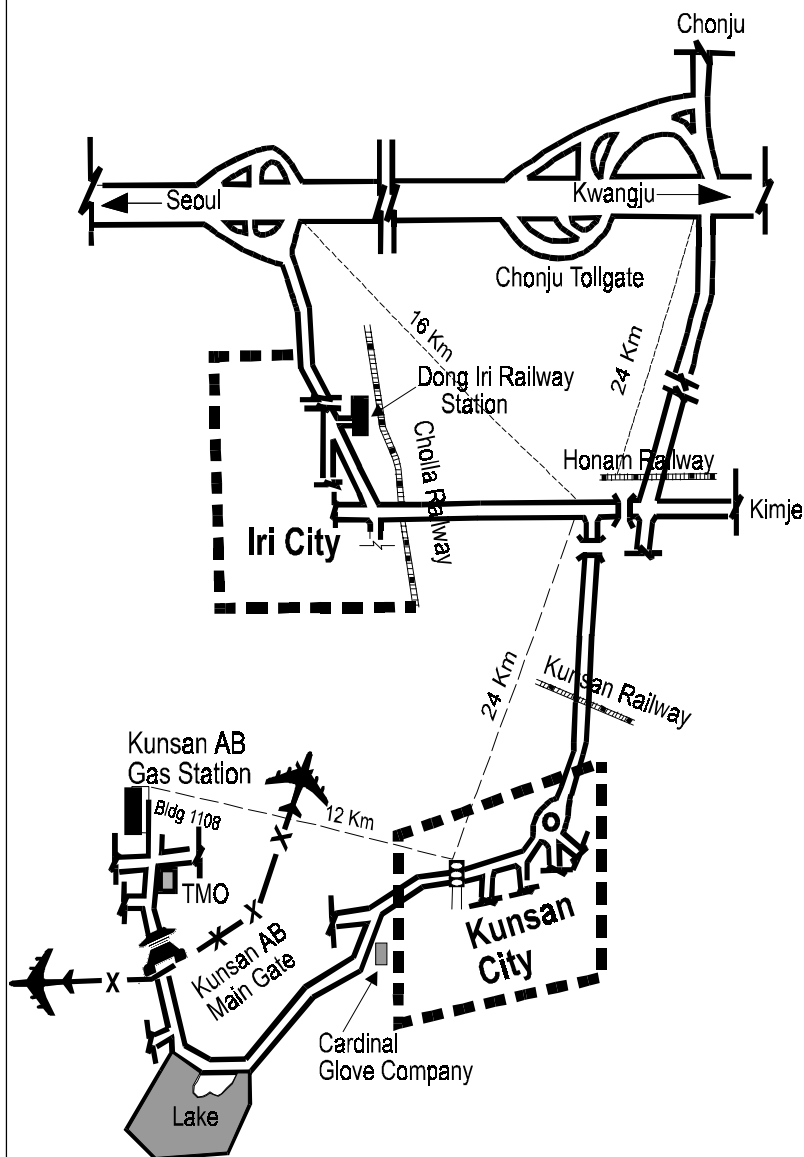 Chonju
Seoul
Kwangju
Chonju Tollgate
16 Km
24 Km
Dong Iri Railway
Station
Cholla Railway
Honam Railway
Kimje
Iri City
24 Km
Kunsan Railway
Kunsan AB
Gas Station
Bldg 1108
12 Km
TMO
X
X
X
X
Kunsan AB
Main Gate
Kunsan
City
Cardinal
Glove Company
Lake